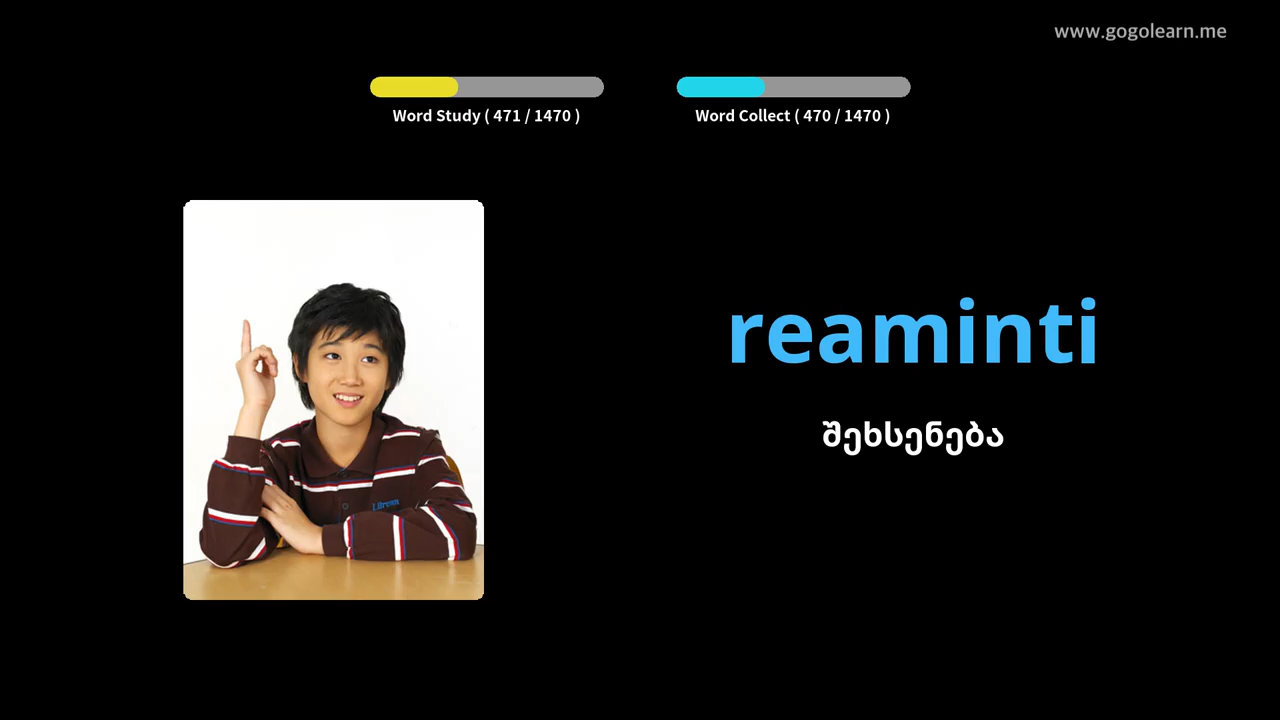 www.gogolearn.me
Word Study ( 471 / 1470 )
Word Collect ( 470 / 1470 )
reaminti
შეხსენება